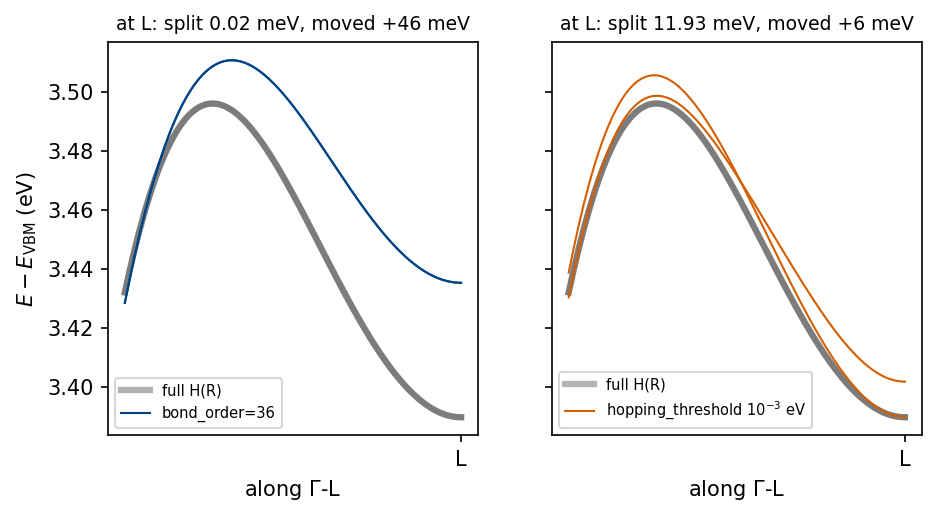 at L: split 0.02 meV, moved +46 meV
at L: split 11.93 meV, moved +6 meV
E − E_VBM (eV)
3.50
3.48
3.46
3.44
3.42
3.40
full H(R)
bond_order=36
full H(R)
hopping_threshold 10⁻³ eV
L
L
along Γ-L
along Γ-L